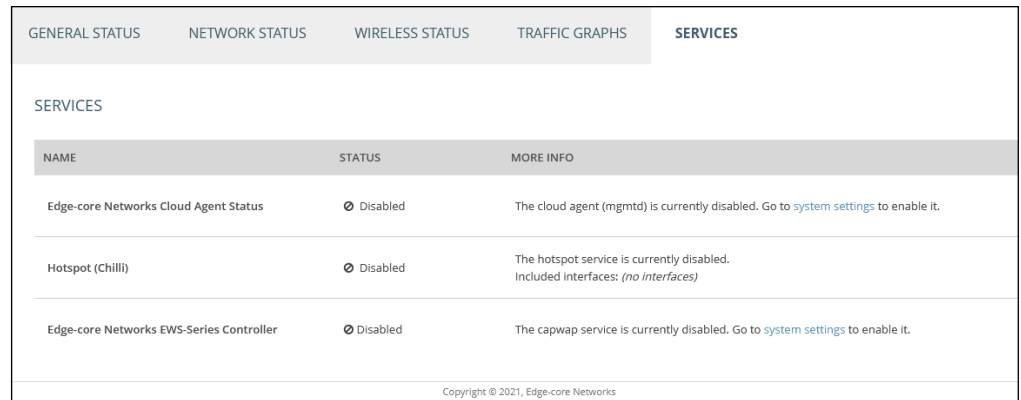 GENERAL STATUS NETWORK STATUS WIRELESS STATUS TRAFFIC GRAPHS SERVICES
SERVICES
NAME STATUS MORE INFO
Edge-core Networks Cloud Agent Status Disabled The cloud agent (mgmtd) is currently disabled. Go to system settings to enable it.
Hotspot (Chilli) Disabled The hotspot service is currently disabled.
Included interfaces: (no interfaces)
Edge-core Networks EWS-Series Controller Disabled The capwap service is currently disabled. Go to system settings to enable it.
Copyright © 2021, Edge-core Networks